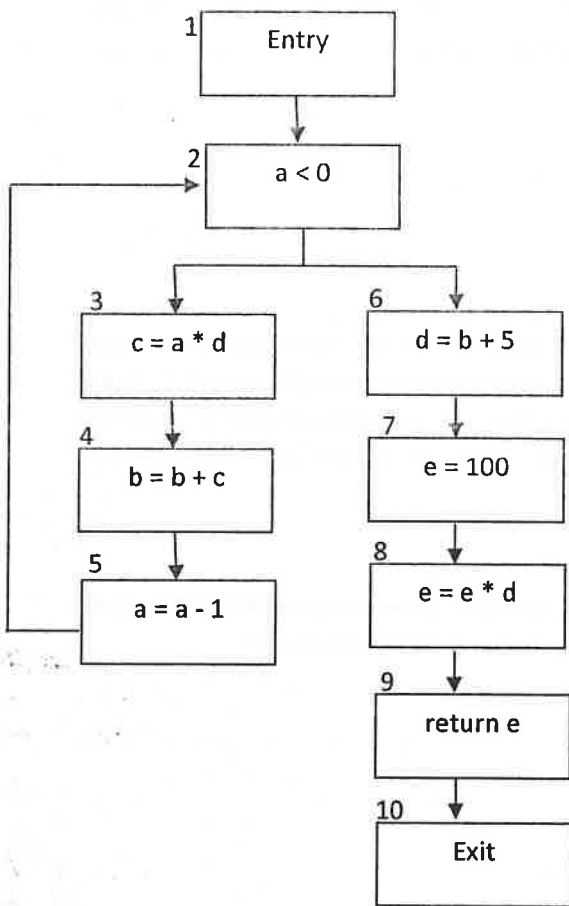 1
Entry
2
a < 0
3
c = a * d
4
b = b + c
5
a = a - 1
6
d = b + 5
7
e = 100
8
e = e * d
9
return e
10
Exit